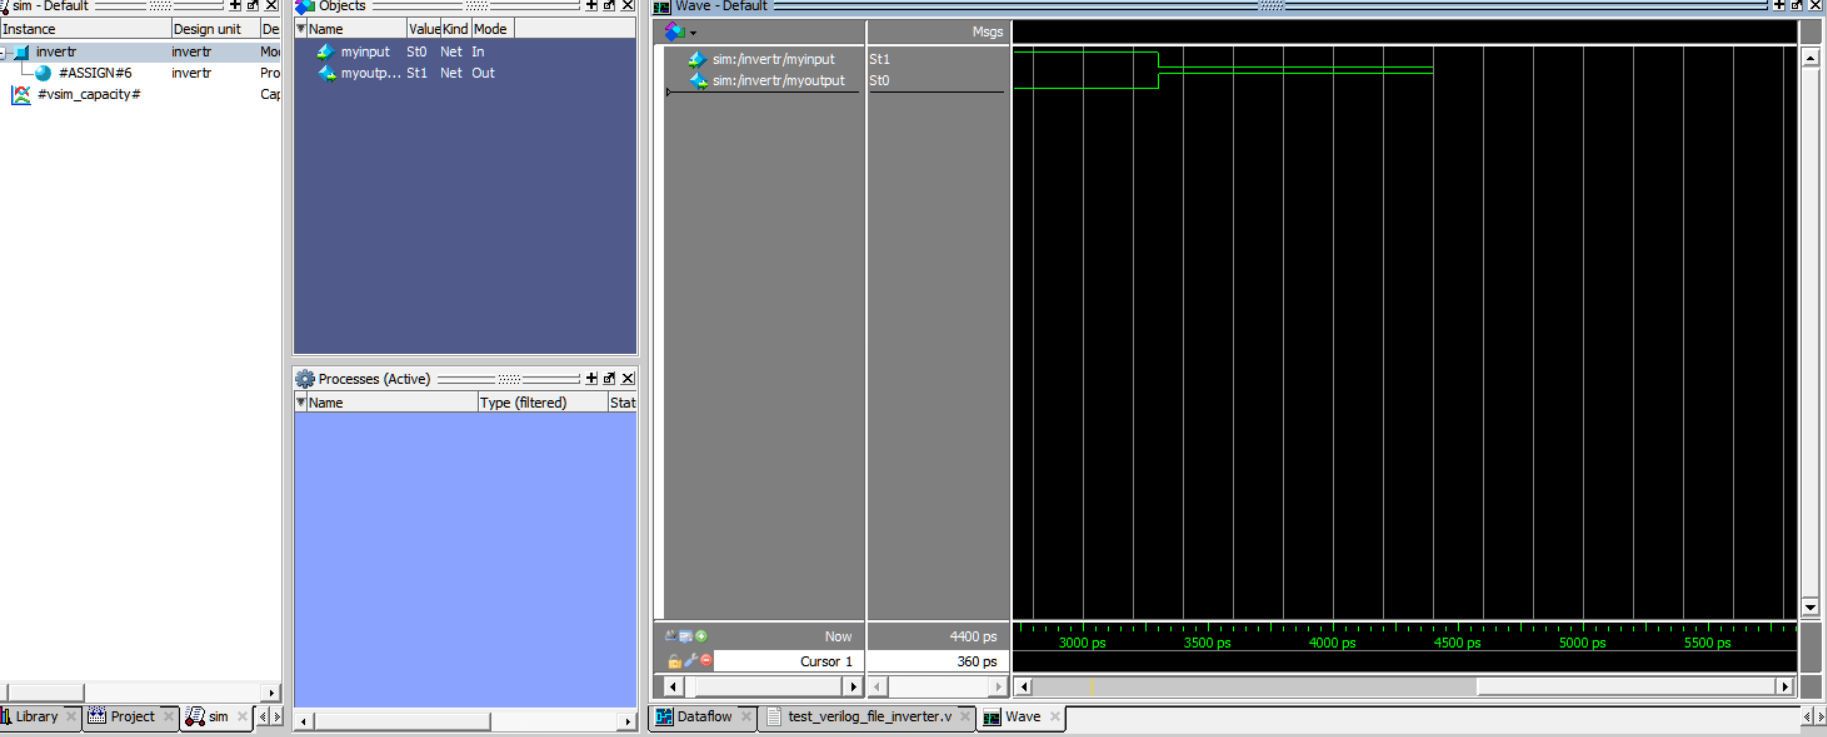 sim - Default
Instance Design unit De
invertr invertr Mo
#ASSIGN#6 invertr Pro
#vsim_capacity# Cap
Library Project sim
Objects
Name Value Kind Mode
myinput St0 Net In
myoutp... St1 Net Out
Processes (Active)
Name Type (filtered) Stat
Wave - Default
Msgs
sim:/invertr/myinput St1
sim:/invertr/myoutput St0
Now 4400 ps
Cursor 1 360 ps
3000 ps 3500 ps 4000 ps 4500 ps 5000 ps 5500 ps
Dataflow test_verilog_file_inverter.v Wave